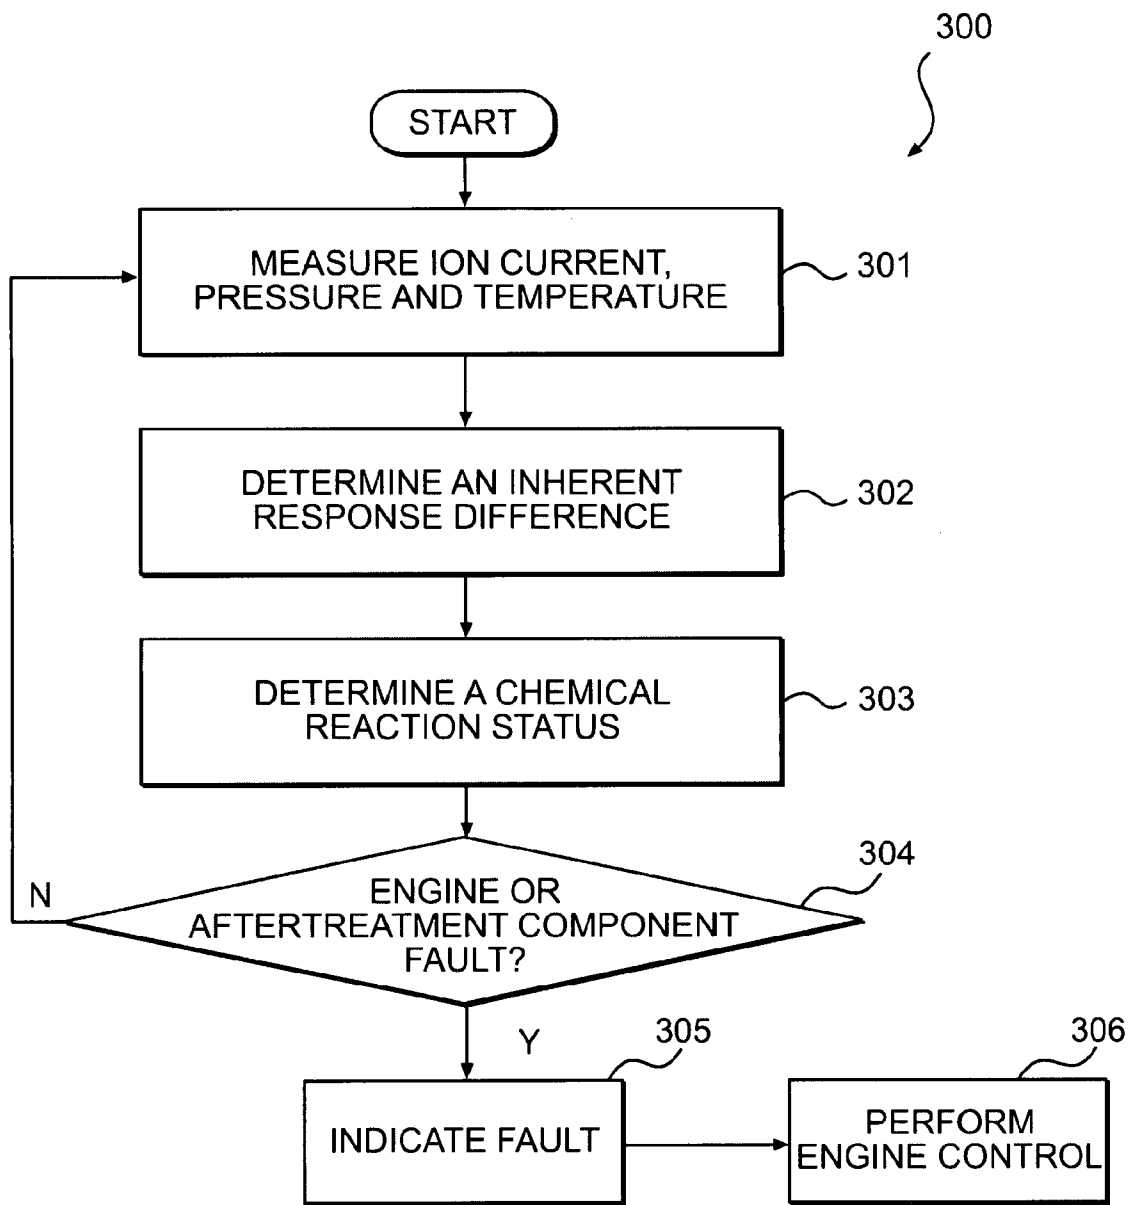 300
START
MEASURE ION CURRENT,
PRESSURE AND TEMPERATURE
301
DETERMINE AN INHERENT
RESPONSE DIFFERENCE
302
DETERMINE A CHEMICAL
REACTION STATUS
303
304
N
ENGINE OR
AFTERTREATMENT COMPONENT
FAULT?
Y
305
306
INDICATE FAULT
PERFORM
ENGINE CONTROL